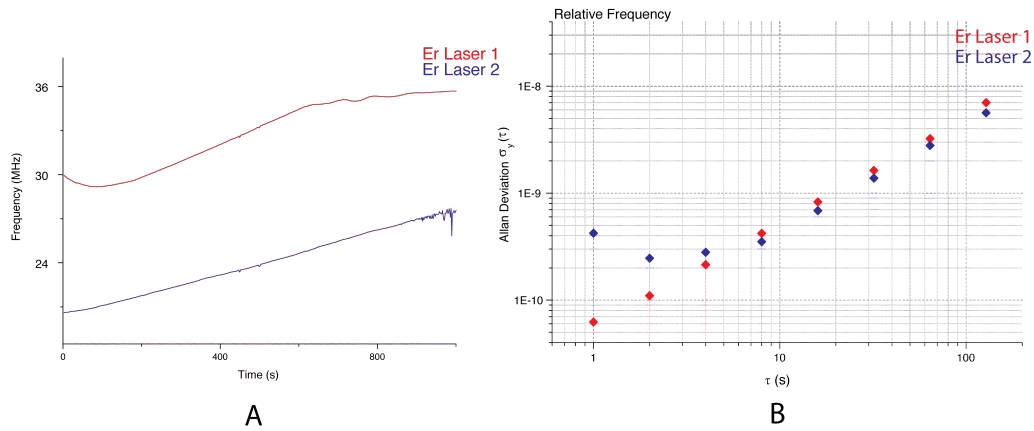 Er Laser 1
Er Laser 2
36
30
24
Frequency (MHz)
0
400
800
Time (s)
A
Relative Frequency
Er Laser 1
Er Laser 2
1E-8
1E-9
1E-10
Allan Deviation σy(τ)
1
10
100
τ (s)
B